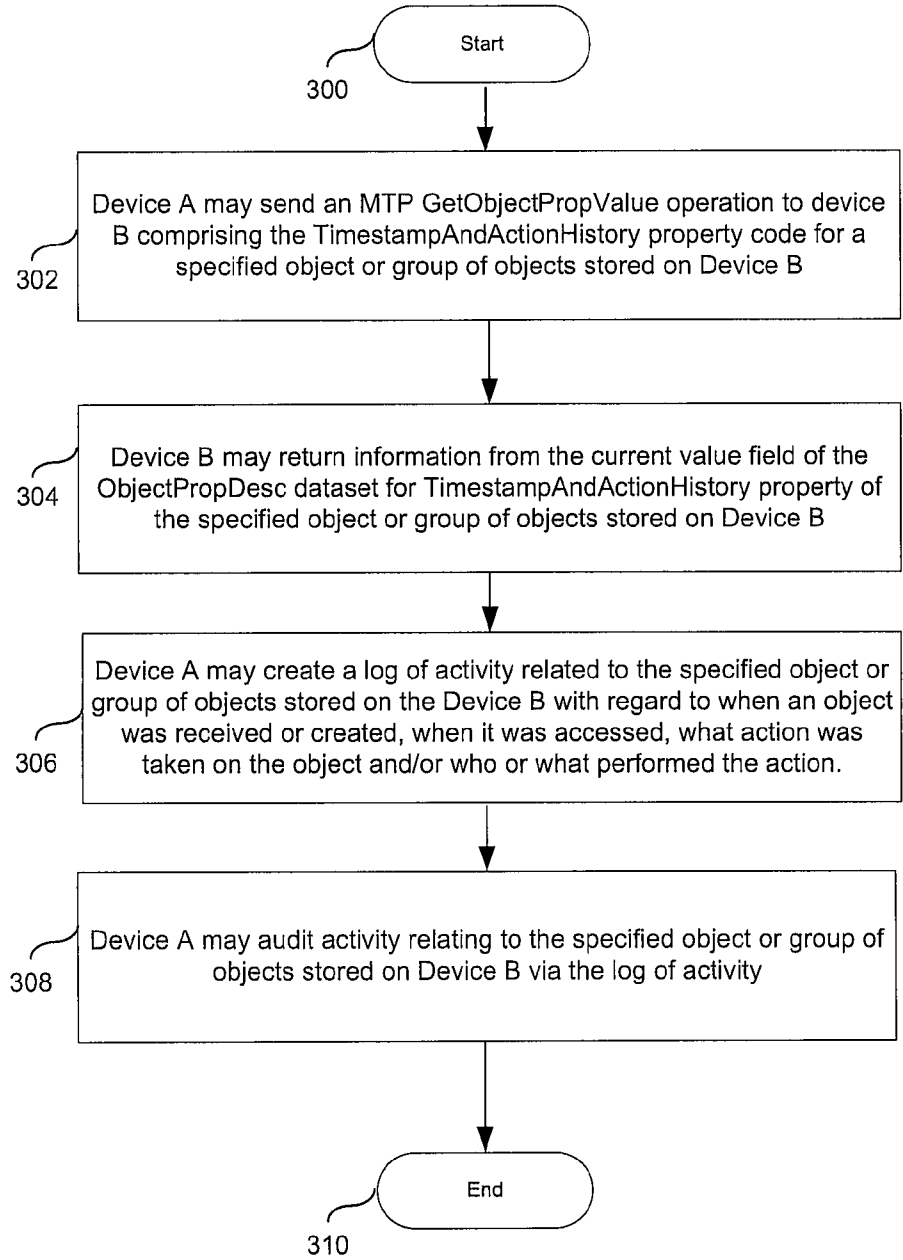 Start
300
Device A may send an MTP GetObjectPropValue operation to device
B comprising the TimestampAndActionHistory property code for a
specified object or group of objects stored on Device B
302
Device B may return information from the current value field of the
ObjectPropDesc dataset for TimestampAndActionHistory property of
the specified object or group of objects stored on Device B
304
Device A may create a log of activity related to the specified object or
group of objects stored on the Device B with regard to when an object
was received or created, when it was accessed, what action was
taken on the object and/or who or what performed the action.
306
Device A may audit activity relating to the specified object or group of
objects stored on Device B via the log of activity
308
End
310